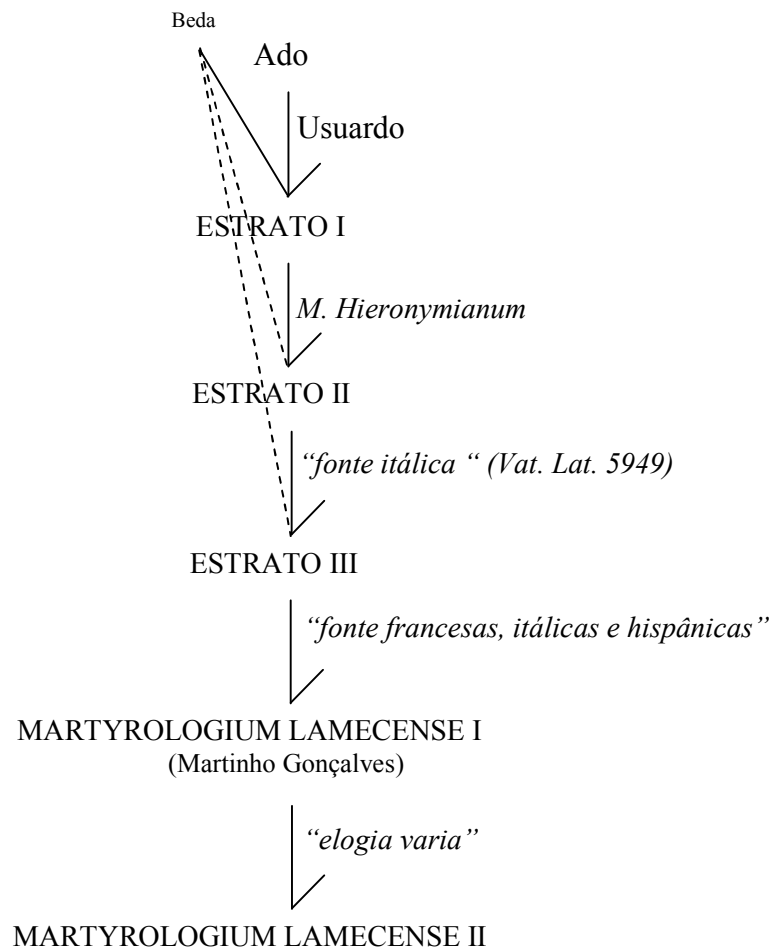 Beda
Ado
Usuardo
ESTRATO I
M. Hieronymianum
ESTRATO II
“fonte itálica “ (Vat. Lat. 5949)
ESTRATO III
“fonte francesas, itálicas e hispânicas”
MARTYROLOGIUM LAMECENSE I
(Martinho Gonçalves)
“elogia varia”
MARTYROLOGIUM LAMECENSE II